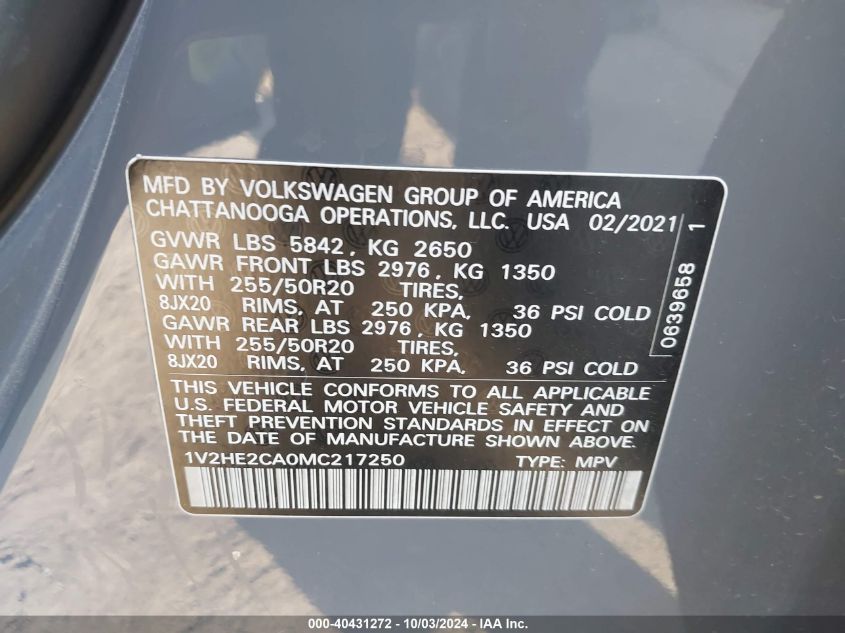 MFD BY VOLKSWAGEN GROUP OF AMERICA
CHATTANOOGA OPERATIONS, LLC. USA 02/2021
GVWR LBS 5842, KG 2650
GAWR FRONT LBS 2976, KG 1350
WITH 255/50R20 TIRES,
8JX20 RIMS, AT 250 KPA, 36 PSI COLD
GAWR REAR LBS 2976, KG 1350
WITH 255/50R20 TIRES,
8JX20 RIMS, AT 250 KPA, 36 PSI COLD
THIS VEHICLE CONFORMS TO ALL APPLICABLE
U.S. FEDERAL MOTOR VEHICLE SAFETY AND
THEFT PREVENTION STANDARDS IN EFFECT ON
THE DATE OF MANUFACTURE SHOWN ABOVE.
1V2HE2CA0MC217250 TYPE: MPV
0639658 1
000-40431272 - 10/03/2024 - IAA Inc.